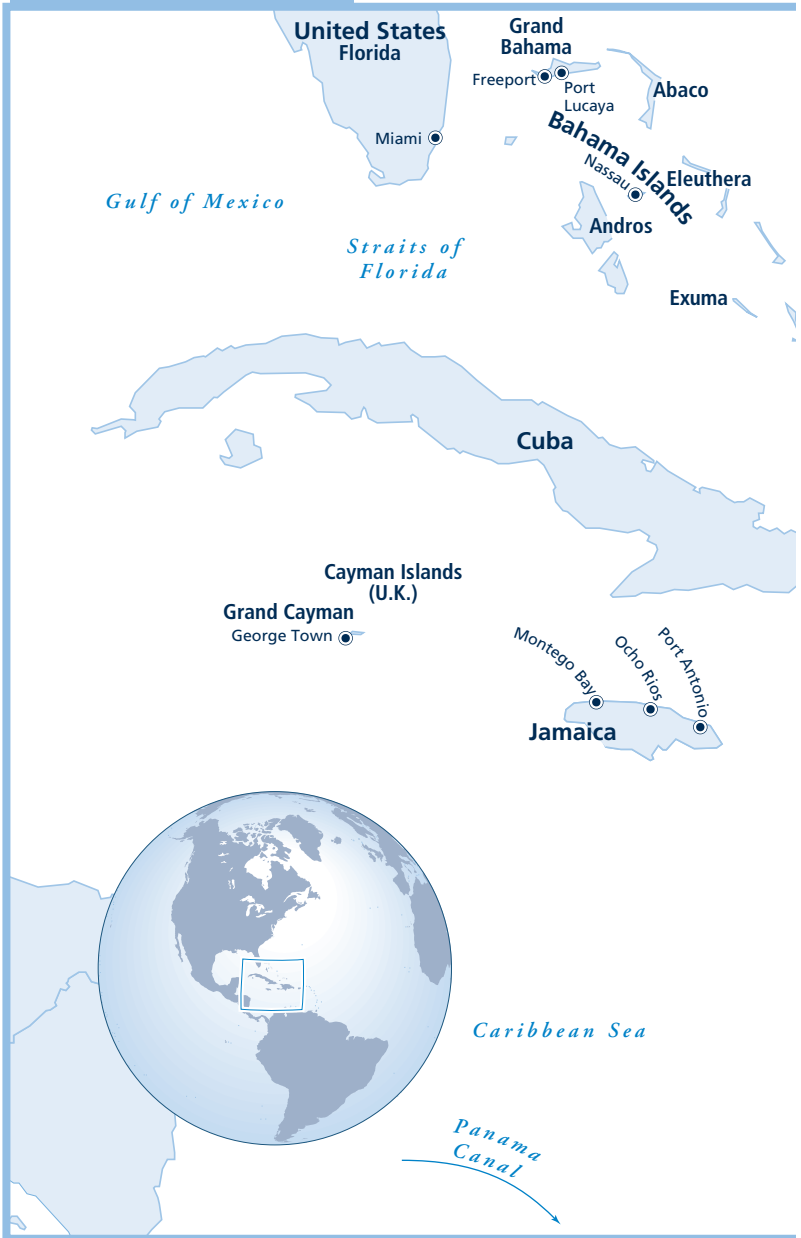 United States
Florida
Grand
Bahama
Freeport
Port
Lucaya
Abaco
Miami
Bahama Islands
Nassau
Eleuthera
Gulf of Mexico
Andros
Straits of
Florida
Exuma
Cuba
Cayman Islands
(U.K.)
Grand Cayman
George Town
Montego Bay
Ocho Rios
Port Antonio
Jamaica
Caribbean Sea
Panama
Canal